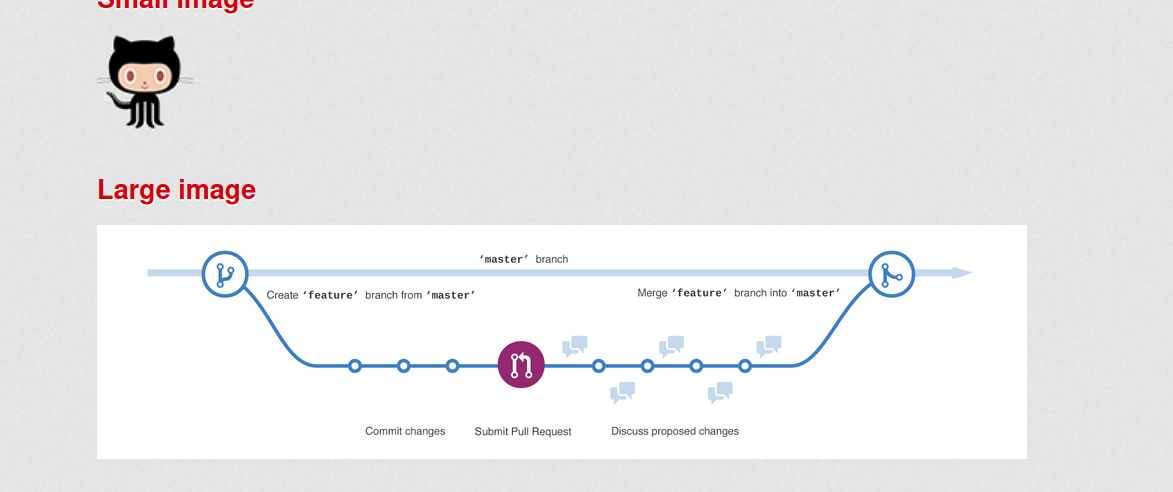 Small image
Large image
‘master’ branch
Create ‘feature’ branch from ‘master’
Merge ‘feature’ branch into ‘master’
Commit changes
Submit Pull Request
Discuss proposed changes